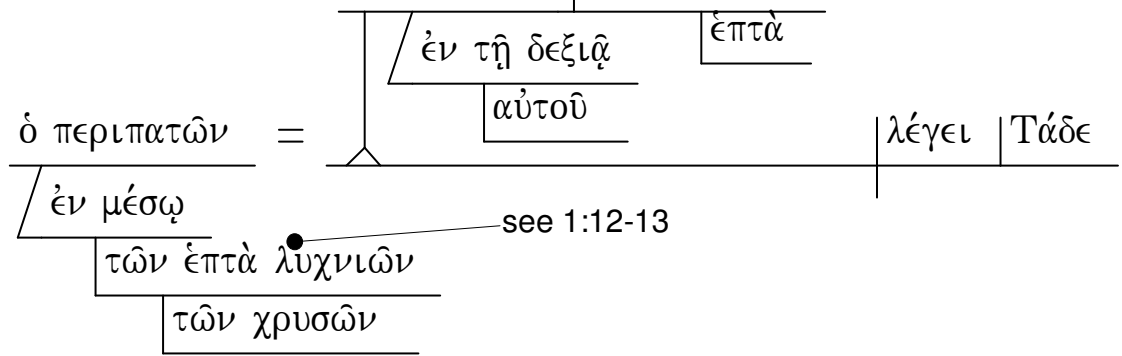 ἑπτὰ
ἐν τῇ δεξιᾷ
αὐτοῦ
ὁ περιπατῶν = λέγει Τάδε
ἐν μέσῳ
see 1:12-13
τῶν ἑπτὰ λυχνιῶν
τῶν χρυσῶν